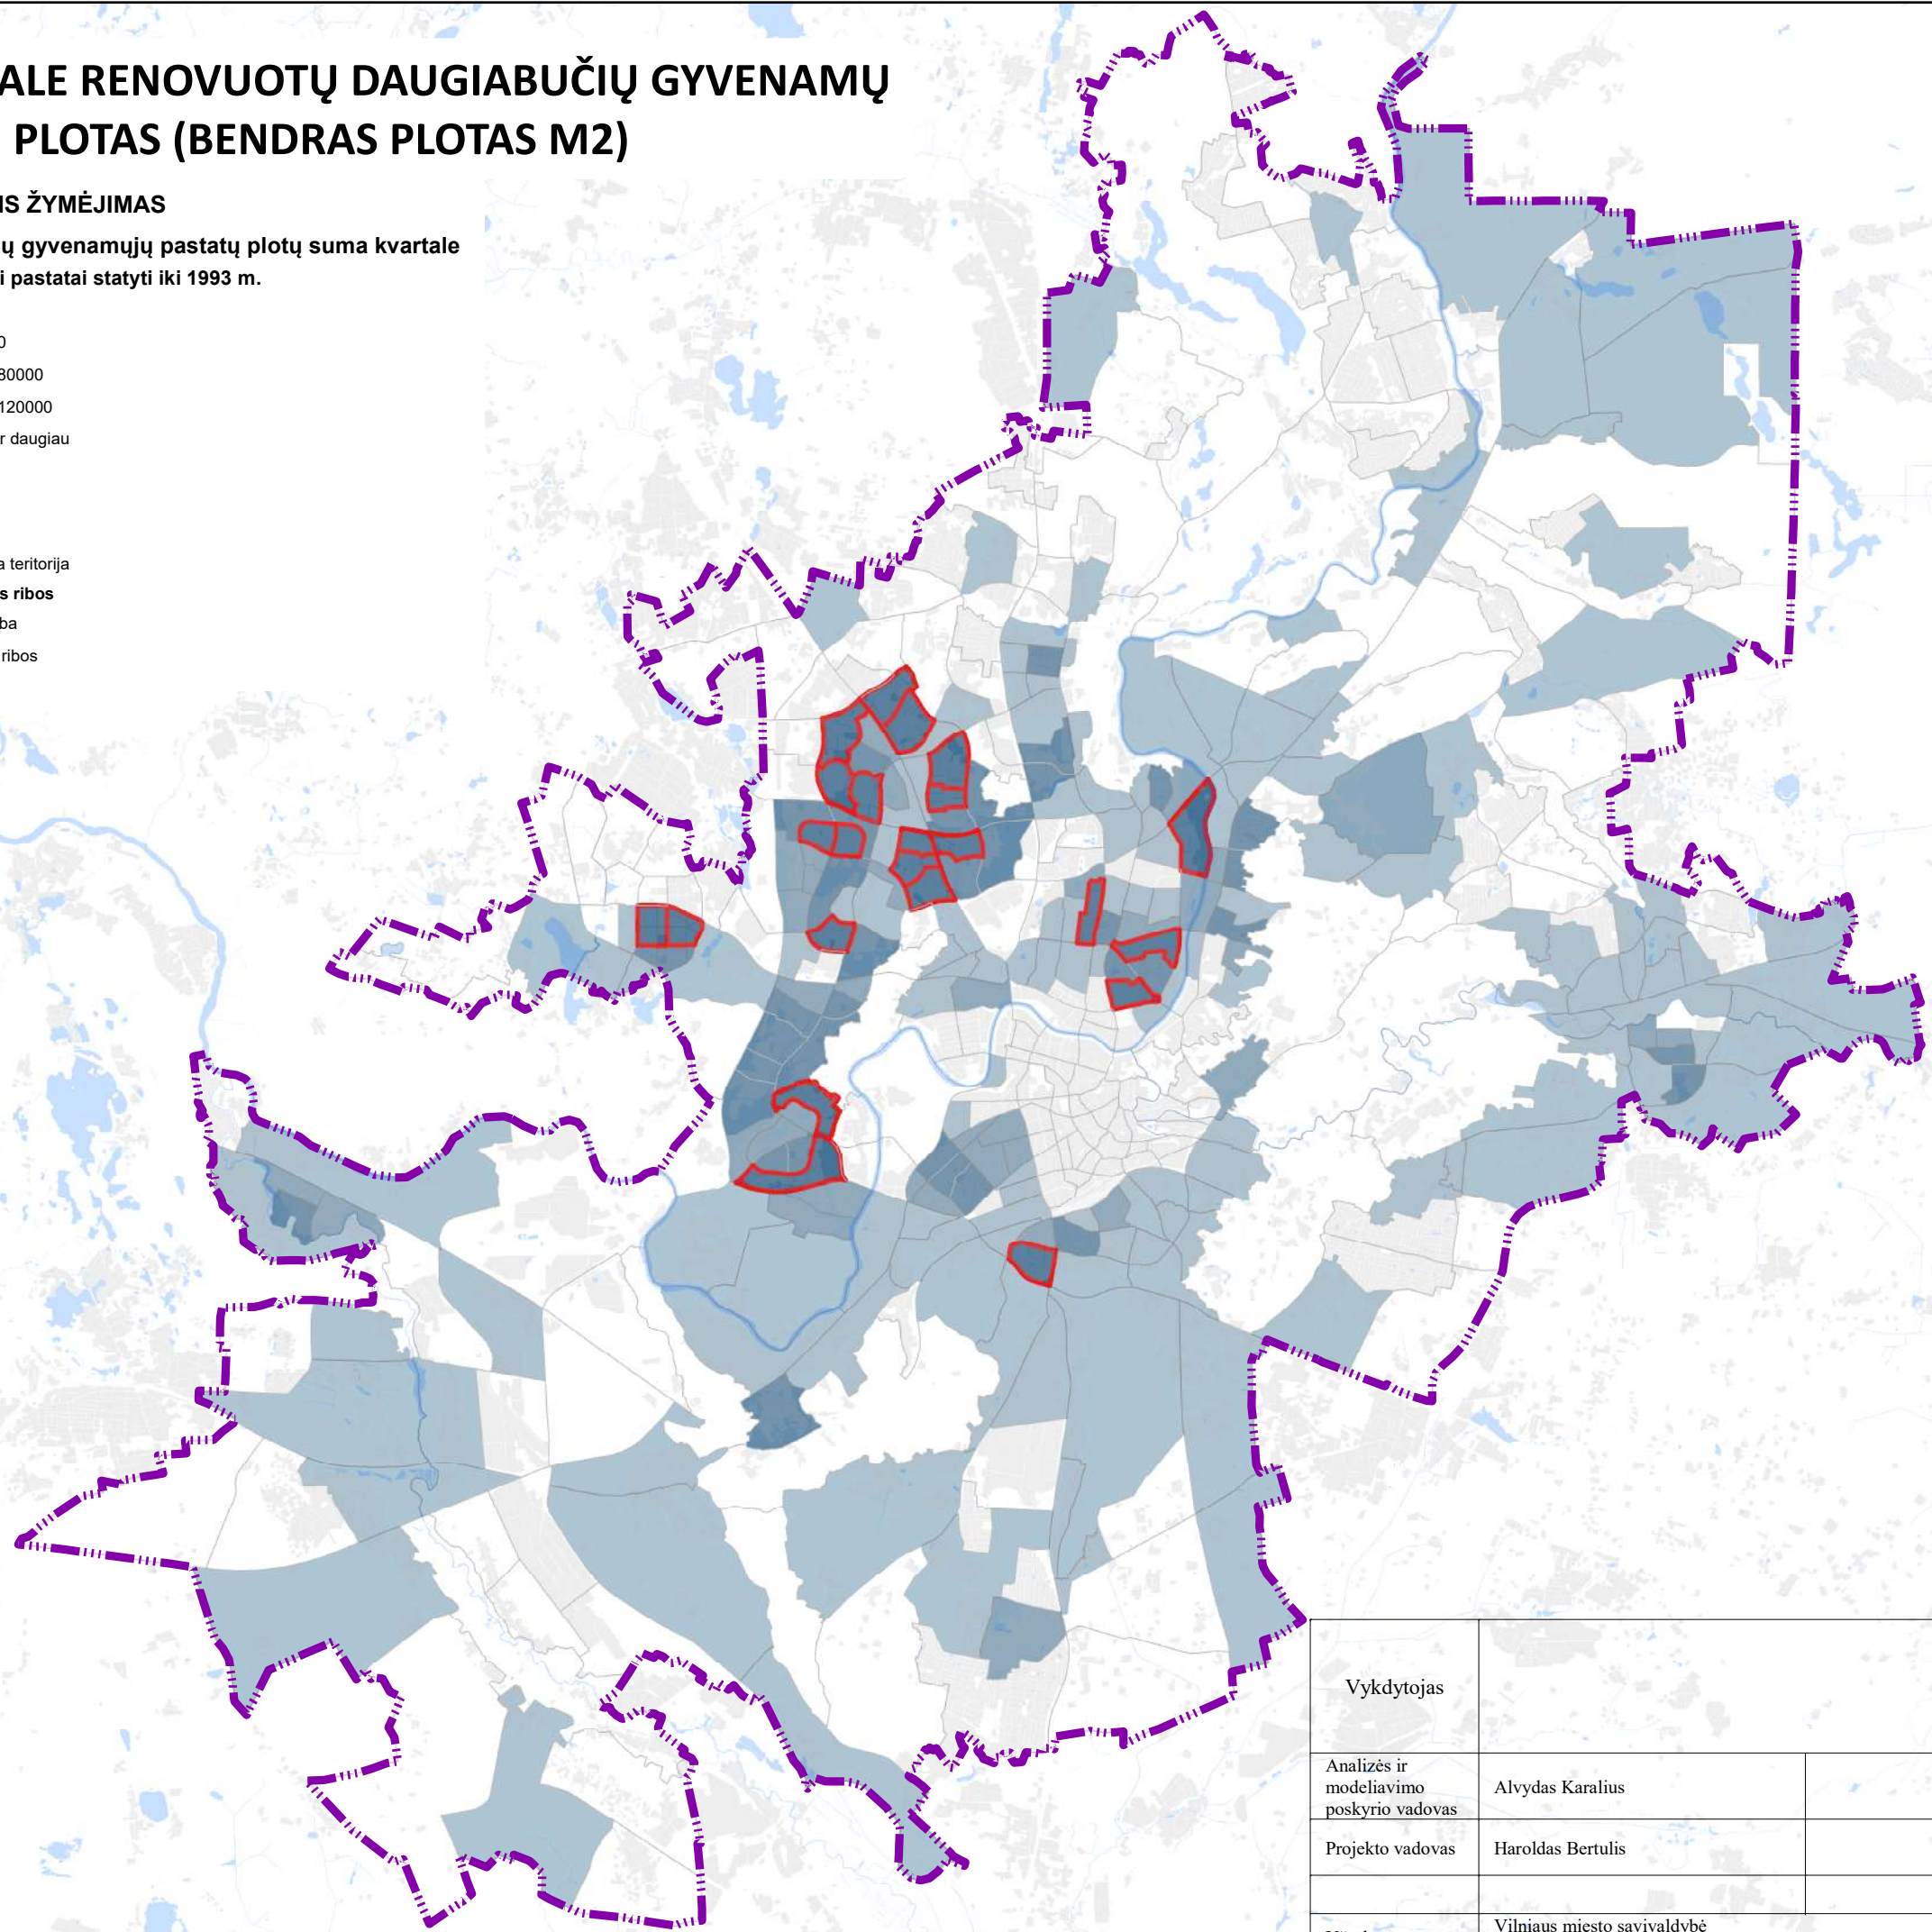 ALE RENOVUOTŲ DAUGIABUČIŲ GYVENAMŲ
PLOTAS (BENDRAS PLOTAS M2)
IS ŽYMĖJIMAS
ų gyvenamųjų pastatų plotų suma kvartale
i pastatai statyti iki 1993 m.
0
80000
120000
r daugiau
a teritorija
s ribos
ba
ribos
Vykdytojas
Analizės ir
modeliavimo
poskyrio vadovas
Alvydas Karalius
Projekto vadovas
Haroldas Bertulis
Vilniaus miesto savivaldybė